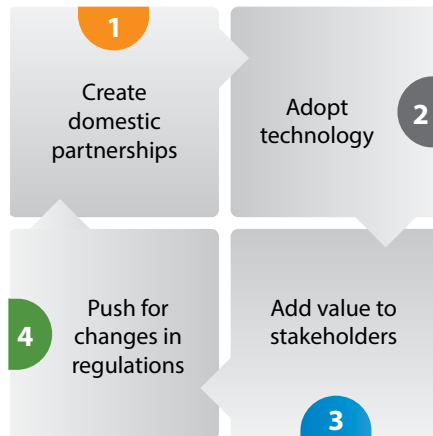 1
Create
domestic
partnerships
Adopt
technology
2
Add value to
stakeholders
3
Push for
changes in
regulations
4